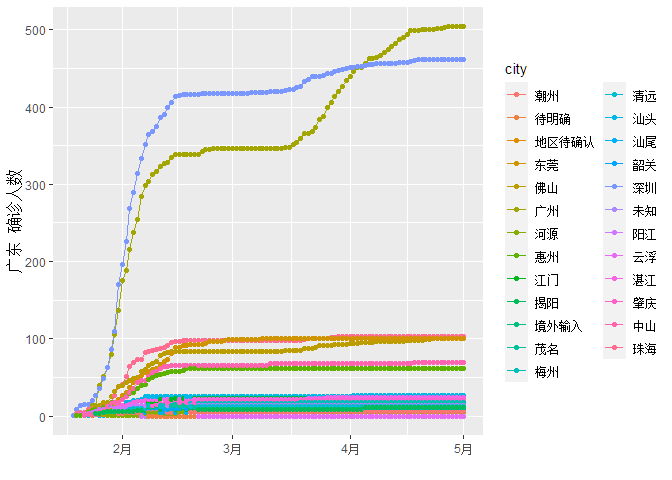 500
400
300
200
100
0
广东 确诊人数
2月
3月
4月
5月
city
潮州
待明确
地区待确认
东莞
佛山
广州
河源
惠州
江门
揭阳
境外输入
茂名
梅州
清远
汕头
汕尾
韶关
深圳
未知
阳江
云浮
湛江
肇庆
中山
珠海